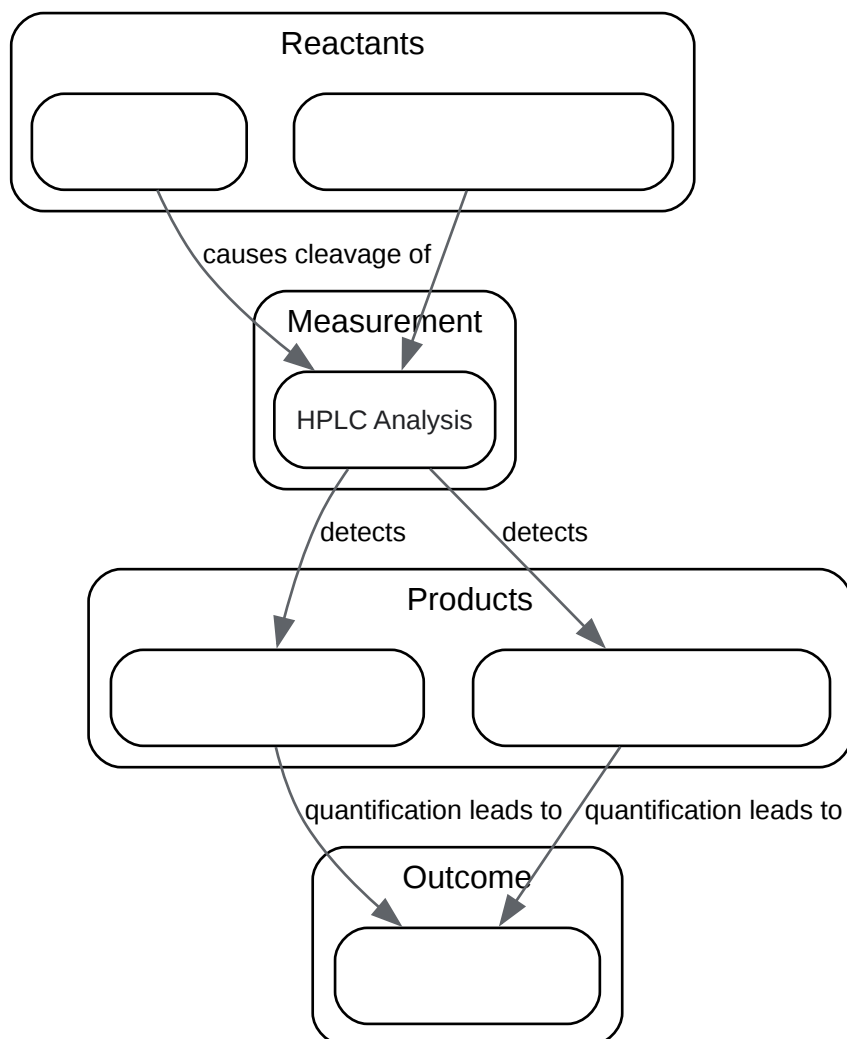 Reactants
causes cleavage of
Measurement
HPLC Analysis
detects
detects
Products
quantification leads to
quantification leads to
Outcome